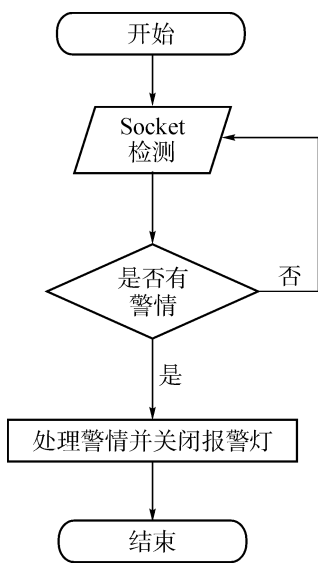 开始
Socket
检测
是否有
警情
否
是
处理警情并关闭报警灯
结束